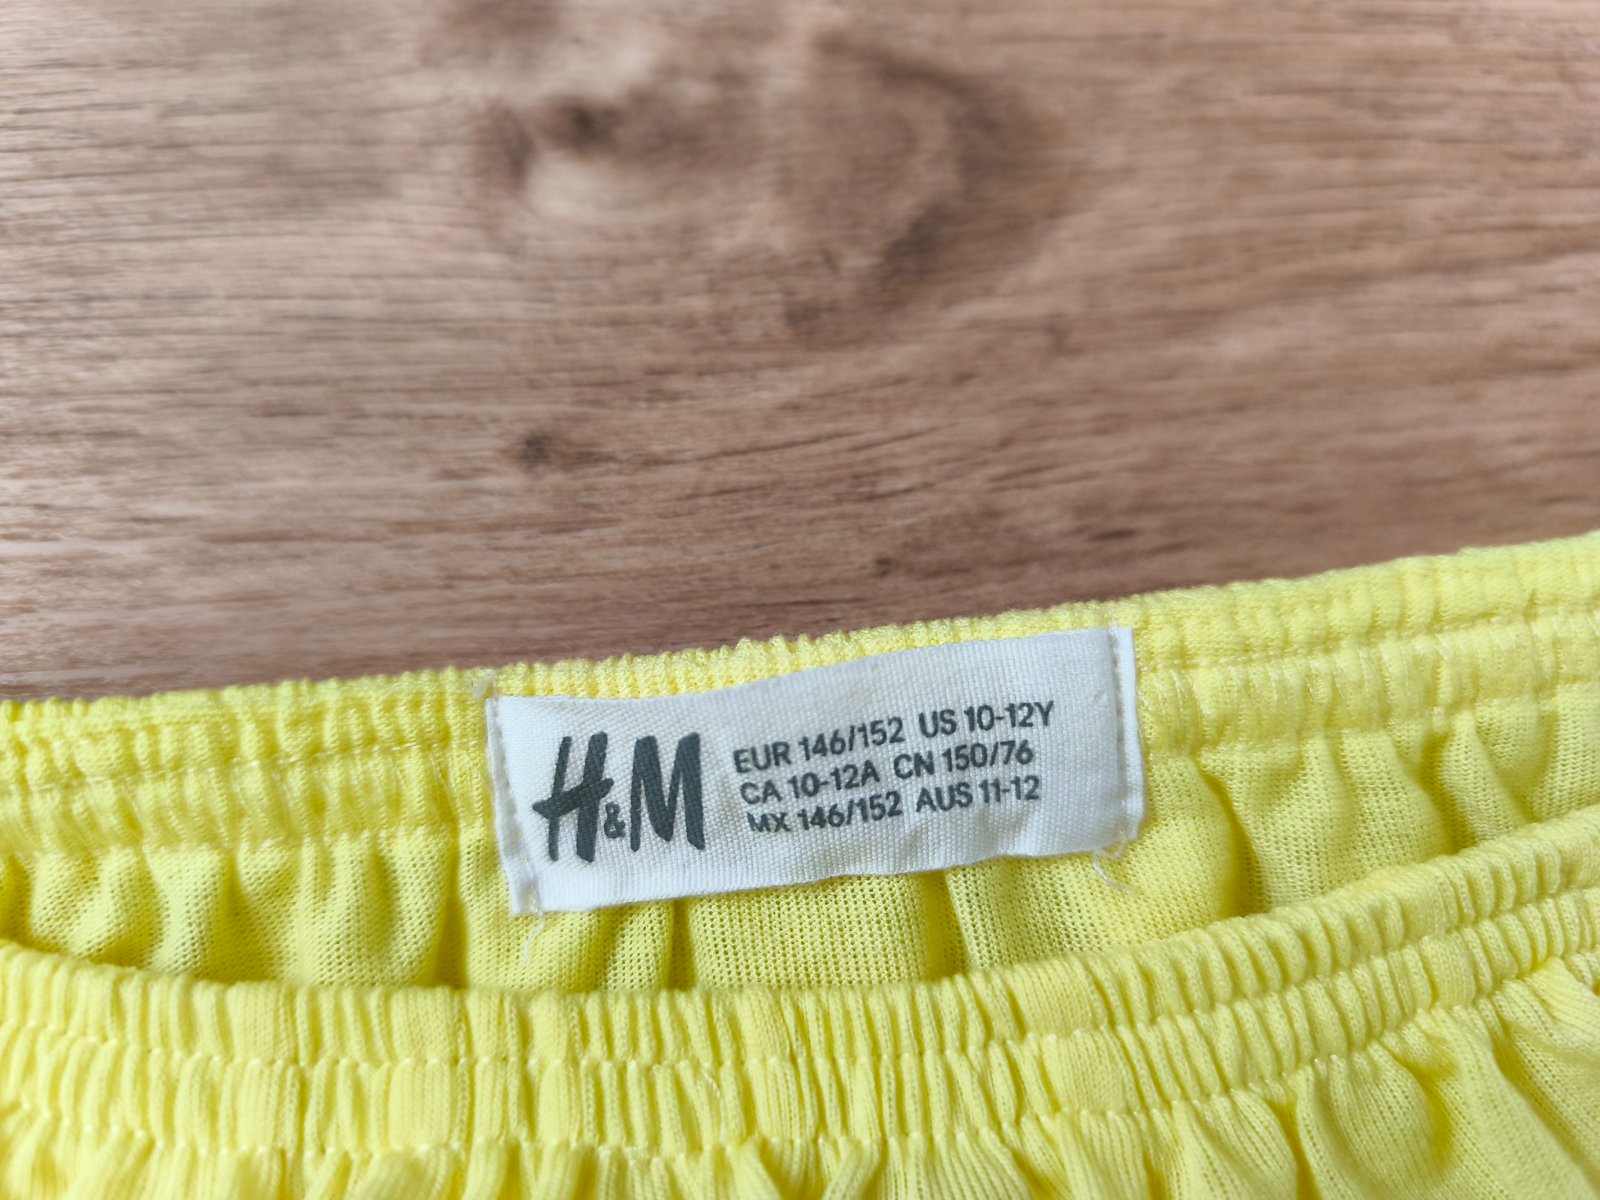 H&M
EUR 146/152 US 10-12Y
CA 10-12A CN 150/76
MX 146/152 AUS 11-12